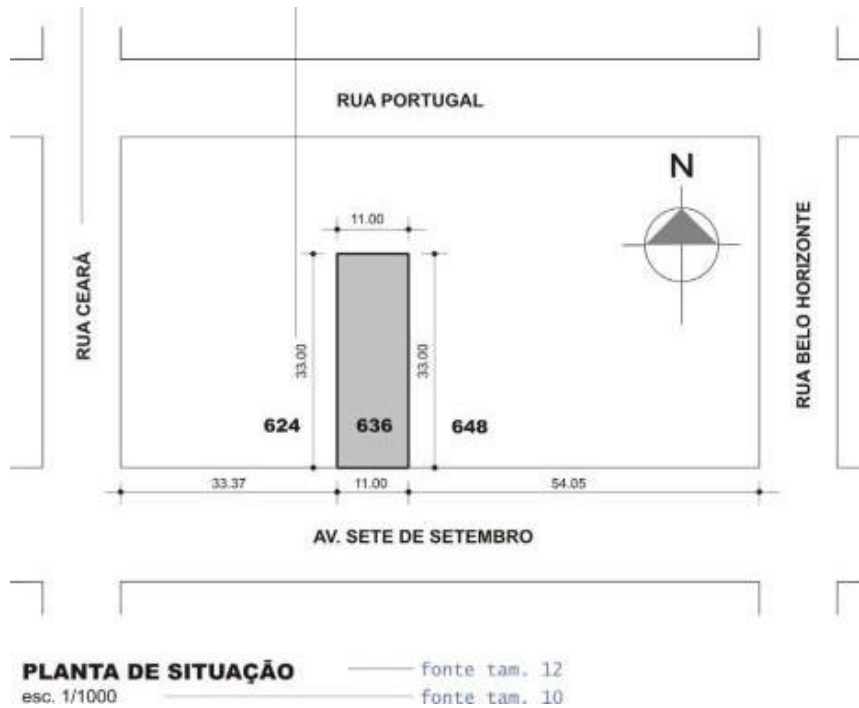 RUA PORTUGAL
N
11.00
RUA CEARÁ
RUA BELO HORIZONTE
33.00
33.00
624
636
648
33.37
11.00
54.05
AV. SETE DE SETEMBRO
PLANTA DE SITUAÇÃO
fonte tam. 12
esc. 1/1000
fonte tam. 10